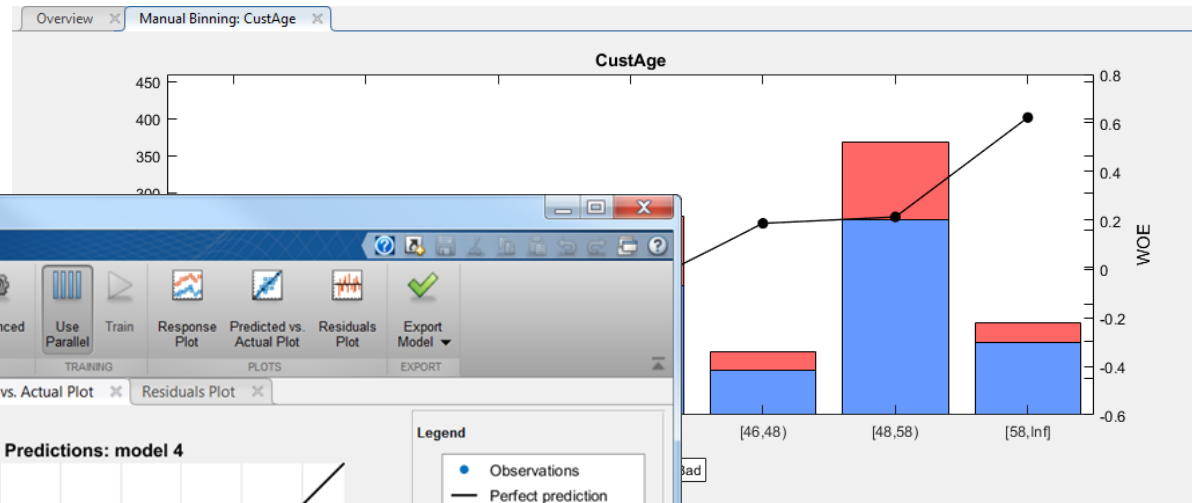 Overview
Manual Binning: CustAge
CustAge
450
400
350
300
0.8
0.6
0.4
0.2
0
-0.2
-0.4
-0.6
WOE
[46,48)
[48,58)
[58,Inf]
Bad
Use Parallel
Train
Response Plot
Predicted vs. Actual Plot
Residuals Plot
Export Model
TRAINING
PLOTS
EXPORT
vs. Actual Plot
Residuals Plot
Predictions: model 4
Legend
Observations
Perfect prediction